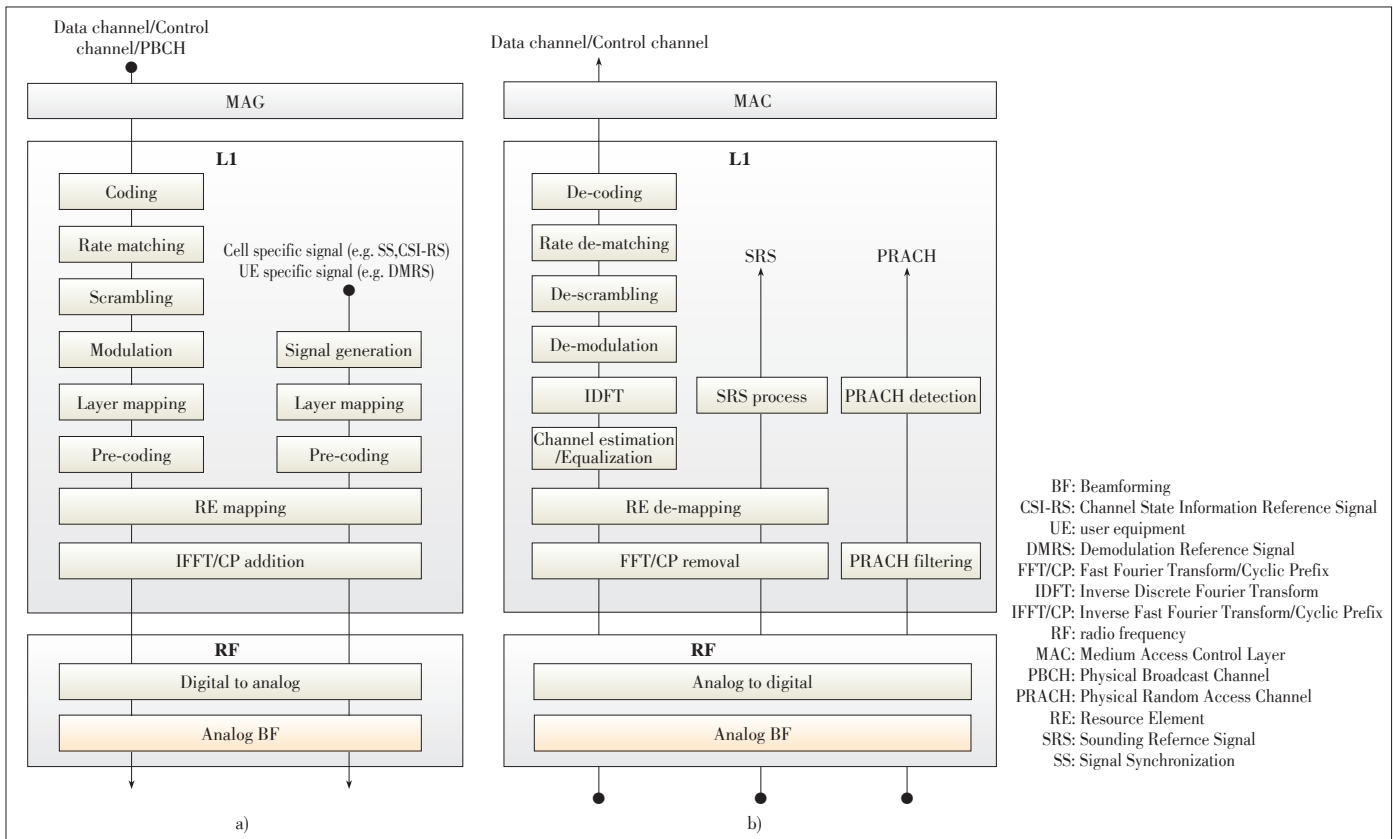 Data channel/Control
channel/PBCH
MAG
L1
Coding
Rate matching
Cell specific signal (e.g. SS,CSI-RS)
UE specific signal (e.g. DMRS)
Scrambling
Modulation
Signal generation
Layer mapping
Layer mapping
Pre-coding
Pre-coding
RE mapping
IFFT/CP addition
RF
Digital to analog
Analog BF
a)
Data channel/Control channel
MAC
L1
De-coding
Rate de-matching
SRS
PRACH
De-scrambling
De-modulation
IDFT
SRS process
PRACH detection
Channel estimation
/Equalization
RE de-mapping
FFT/CP removal
PRACH filtering
RF
Analog to digital
Analog BF
b)
BF: Beamforming
CSI-RS: Channel State Information Reference Signal
UE: user equipment
DMRS: Demodulation Reference Signal
FFT/CP: Fast Fourier Transform/Cyclic Prefix
IDFT: Inverse Discrete Fourier Transform
IFFT/CP: Inverse Fast Fourier Transform/Cyclic Prefix
RF: radio frequency
MAC: Medium Access Control Layer
PBCH: Physical Broadcast Channel
PRACH: Physical Random Access Channel
RE: Resource Element
SRS: Sounding Refernce Signal
SS: Signal Synchronization